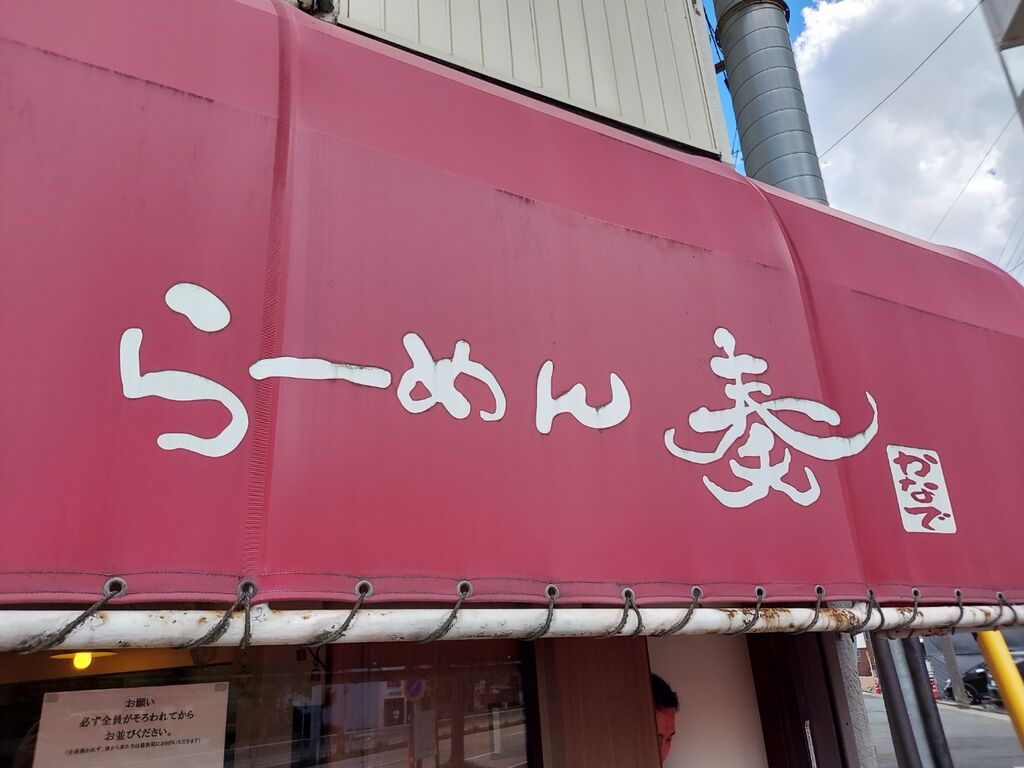 らーめん 奏
かなで
お願い
必ず全員がそろわれてから
お並びください。